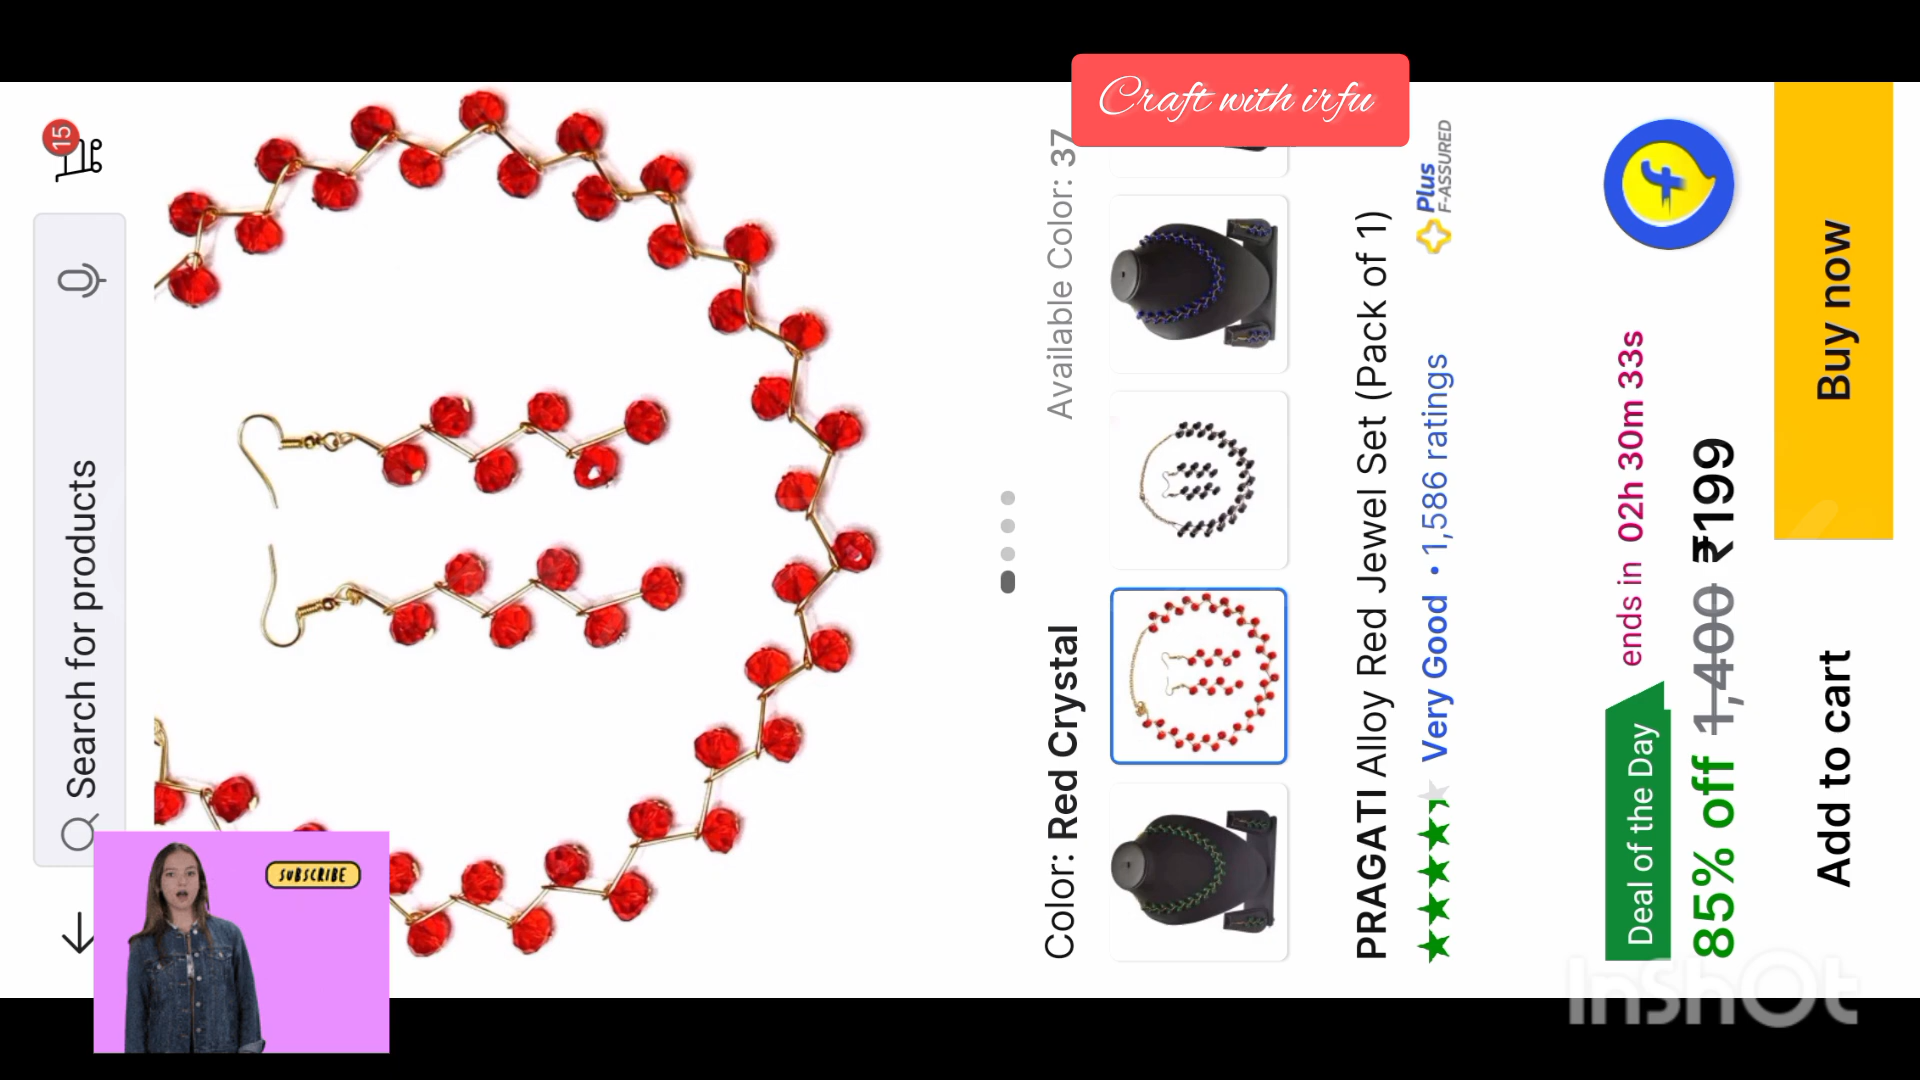 Craft with irfu
15
Search for products
Color: Red Crystal
Available Color: 37
PRAGATI Alloy Red Jewel Set (Pack of 1)
Very Good • 1,586 ratings
Plus
F-ASSURED
Deal of the Day
ends in 02h 30m 33s
85% off 1,400 ₹199
Add to cart
Buy now
SUBSCRIBE
InShOt